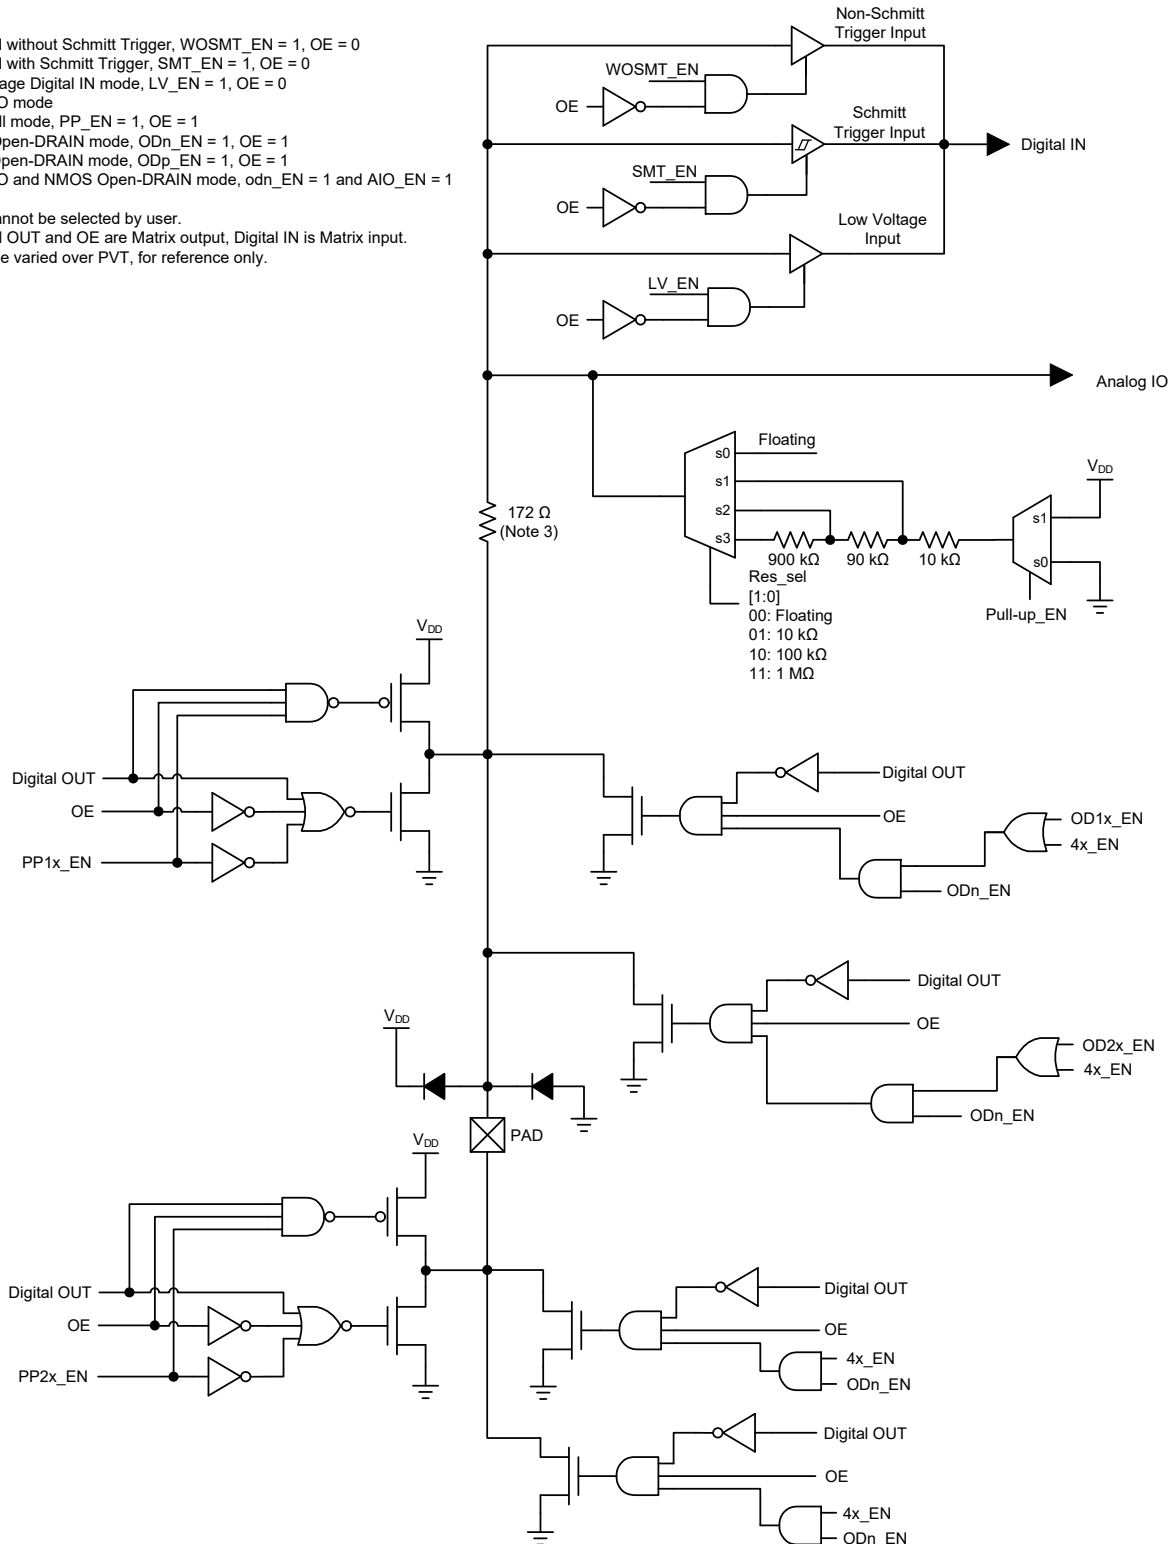 without Schmitt Trigger, WOSMT_EN = 1, OE = 0
with Schmitt Trigger, SMT_EN = 1, OE = 0
Digital IN mode, LV_EN = 1, OE = 0
mode
mode, PP_EN = 1, OE = 1
Open-DRAIN mode, ODn_EN = 1, OE = 1
Open-DRAIN mode, ODp_EN = 1, OE = 1
and NMOS Open-DRAIN mode, odn_EN = 1 and AIO_EN = 1
be selected by user.
OUT and OE are Matrix output, Digital IN is Matrix input.
varied over PVT, for reference only.
Non-Schmitt
Trigger Input
WOSMT_EN
OE
Schmitt
Trigger Input
Digital IN
SMT_EN
OE
Low Voltage
Input
LV_EN
OE
Analog IO
Floating
s0
s1
s2
s3
900 kΩ
90 kΩ
10 kΩ
VDD
s1
s0
Pull-up_EN
172 Ω
(Note 3)
Res_sel
[1:0]
00: Floating
01: 10 kΩ
10: 100 kΩ
11: 1 MΩ
VDD
Digital OUT
OE
PP1x_EN
Digital OUT
OE
OD1x_EN
4x_EN
ODn_EN
Digital OUT
OE
OD2x_EN
4x_EN
ODn_EN
VDD
PAD
VDD
Digital OUT
OE
PP2x_EN
Digital OUT
OE
4x_EN
ODn_EN
Digital OUT
OE
4x_EN
ODn_EN